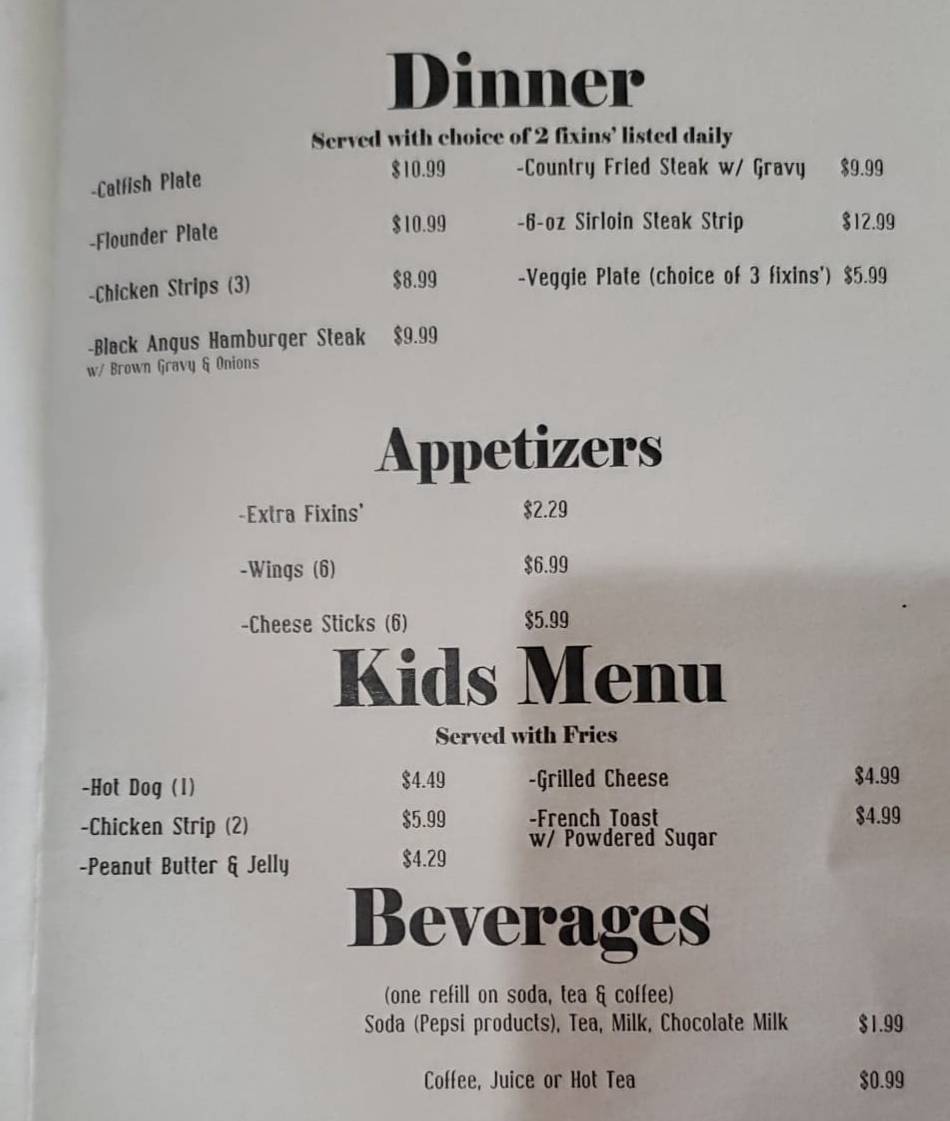 Dinner
Served with choice of 2 fixins' listed daily
-Catfish Plate $10.99
-Flounder Plate $10.99
-Chicken Strips (3) $8.99
-Black Angus Hamburger Steak $9.99
w/ Brown Gravy & Onions
-Country Fried Steak w/ Gravy $9.99
-6-oz Sirloin Steak Strip $12.99
-Veggie Plate (choice of 3 fixins') $5.99
Appetizers
-Extra Fixins' $2.29
-Wings (6) $6.99
-Cheese Sticks (6) $5.99
Kids Menu
Served with Fries
-Hot Dog (1) $4.49
-Chicken Strip (2) $5.99
-Peanut Butter & Jelly $4.29
-Grilled Cheese $4.99
-French Toast $4.99
w/ Powdered Sugar
Beverages
(one refill on soda, tea & coffee)
Soda (Pepsi products), Tea, Milk, Chocolate Milk $1.99
Coffee, Juice or Hot Tea $0.99